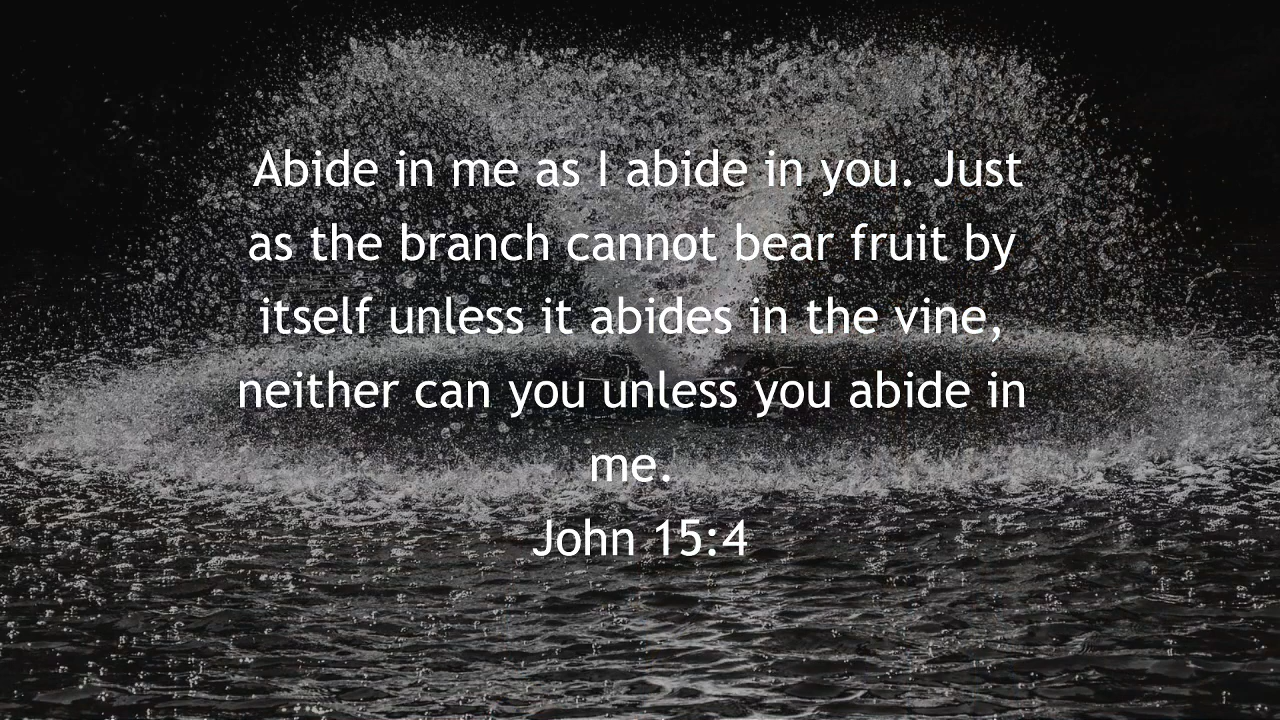 Abide in me as I abide in you. Just
as the branch cannot bear fruit by
itself unless it abides in the vine,
neither can you unless you abide in
me.
John 15:4